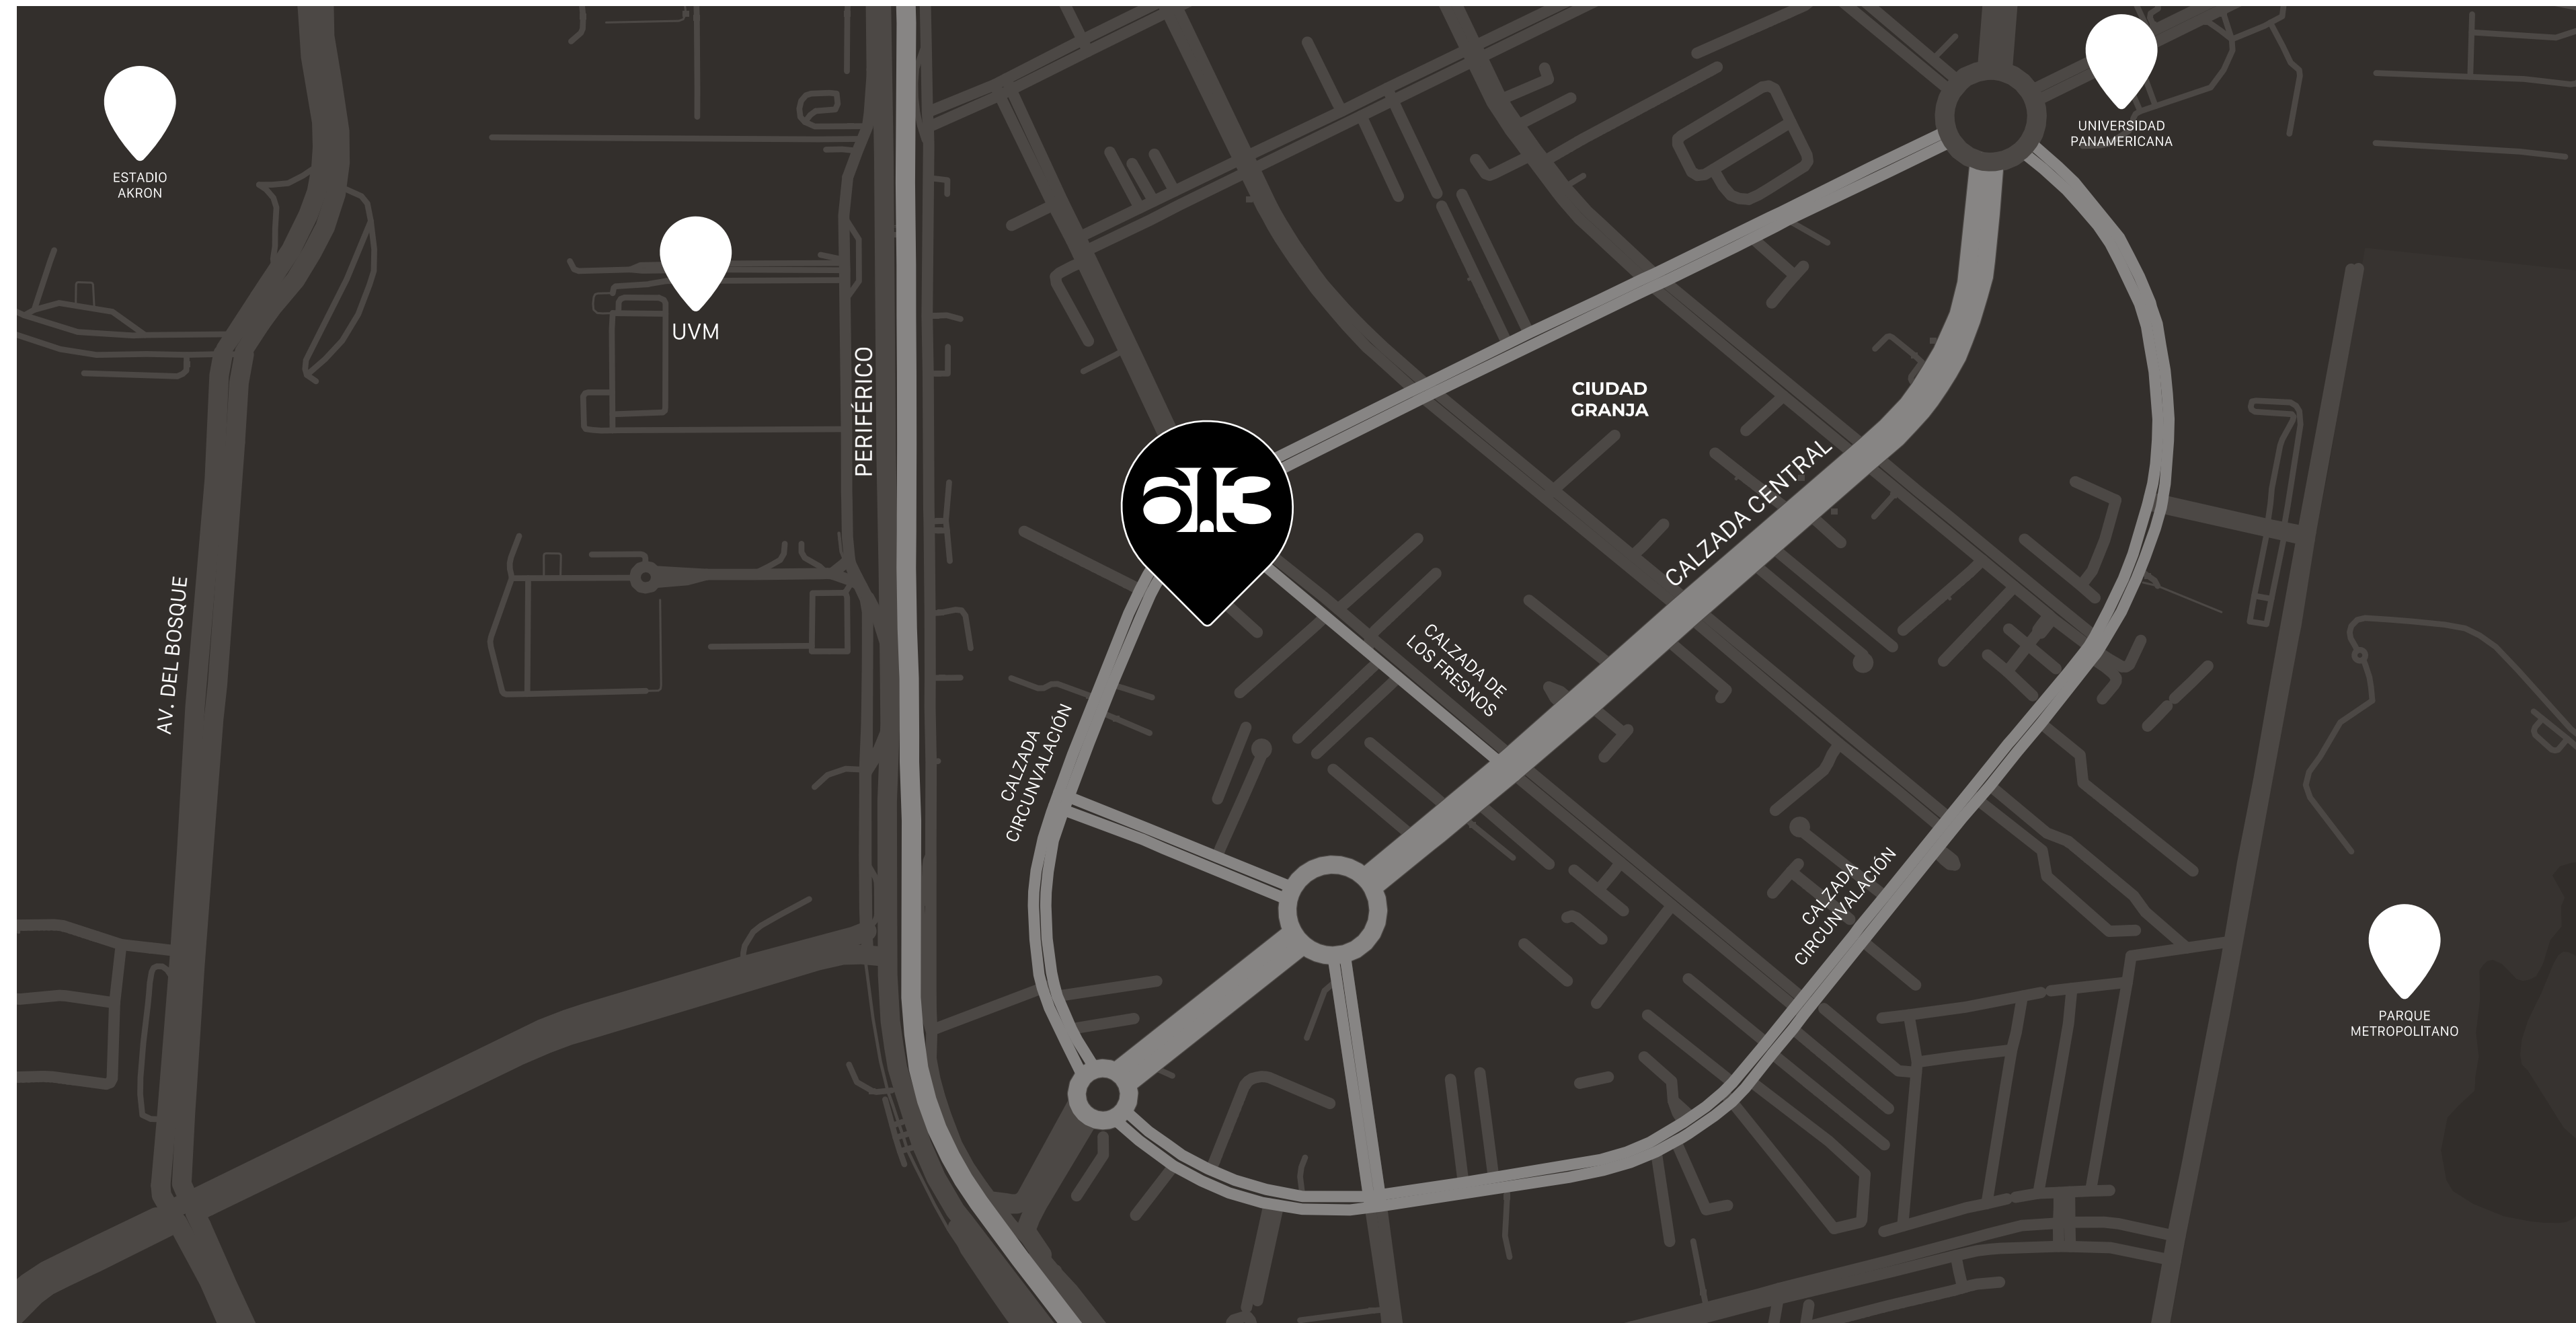 ESTADIO
AKRON
UNIVERSIDAD
PANAMERICANA
UVM
PERIFÉRICO
CIUDAD
GRANJA
613
CALZADA CENTRAL
AV. DEL BOSQUE
CALZADA DE
LOS FRESNOS
CALZADA
CIRCUNVALACIÓN
CALZADA
CIRCUNVALACIÓN
PARQUE
METROPOLITANO